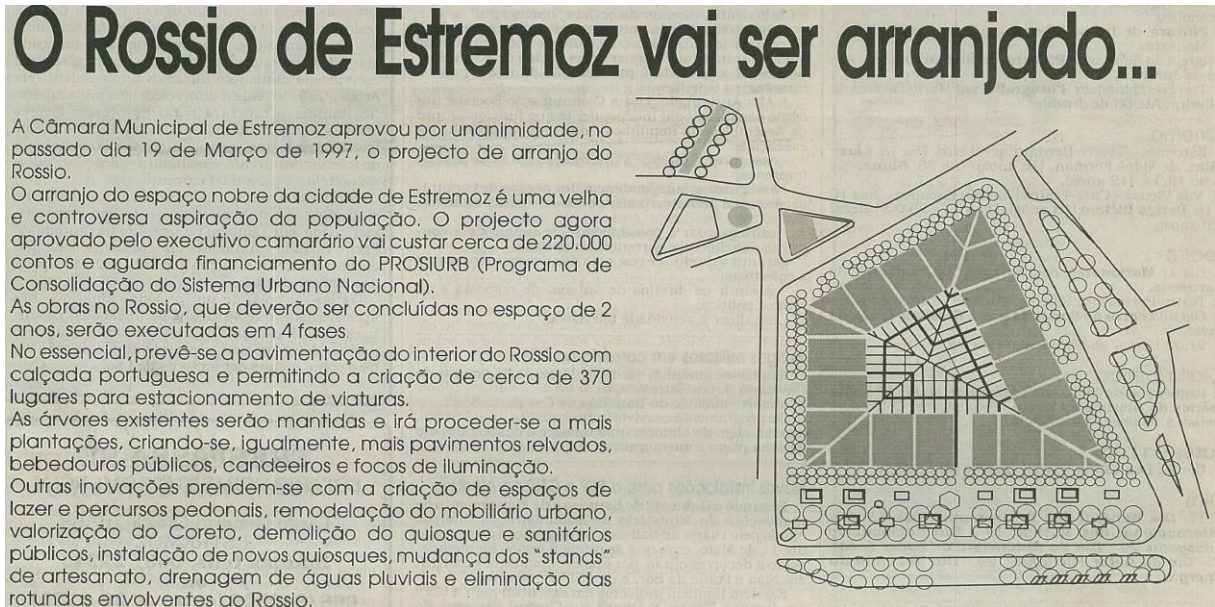 O Rossio de Estremoz vai ser arranjado...
A Câmara Municipal de Estremoz aprovou por unanimidade, no
passado dia 19 de Março de 1997, o projecto de arranjo do
Rossio.
O arranjo do espaço nobre da cidade de Estremoz é uma velha
e controversa aspiração da população. O projecto agora
aprovado pelo executivo camarário vai custar cerca de 220.000
contos e aguarda financiamento do PROSIURB (Programa de
Consolidação do Sistema Urbano Nacional).
As obras no Rossio, que deverão ser concluídas no espaço de 2
anos, serão executadas em 4 fases.
No essencial, prevê-se a pavimentação do interior do Rossio com
calçada portuguesa e permitindo a criação de cerca de 370
lugares para estacionamento de viaturas.
As árvores existentes serão mantidas e irá proceder-se a mais
plantações, criando-se, igualmente, mais pavimentos relvados,
bebedouros públicos, candeeiros e focos de iluminação.
Outras inovações prendem-se com a criação de espaços de
lazer e percursos pedonais, remodelação do mobiliário urbano,
valorização do Coreto, demolição do quiosque e sanitários
públicos, instalação de novos quiosques, mudança dos "stands"
de artesanato, drenagem de águas pluviais e eliminação das
rotundas envolventes ao Rossio.